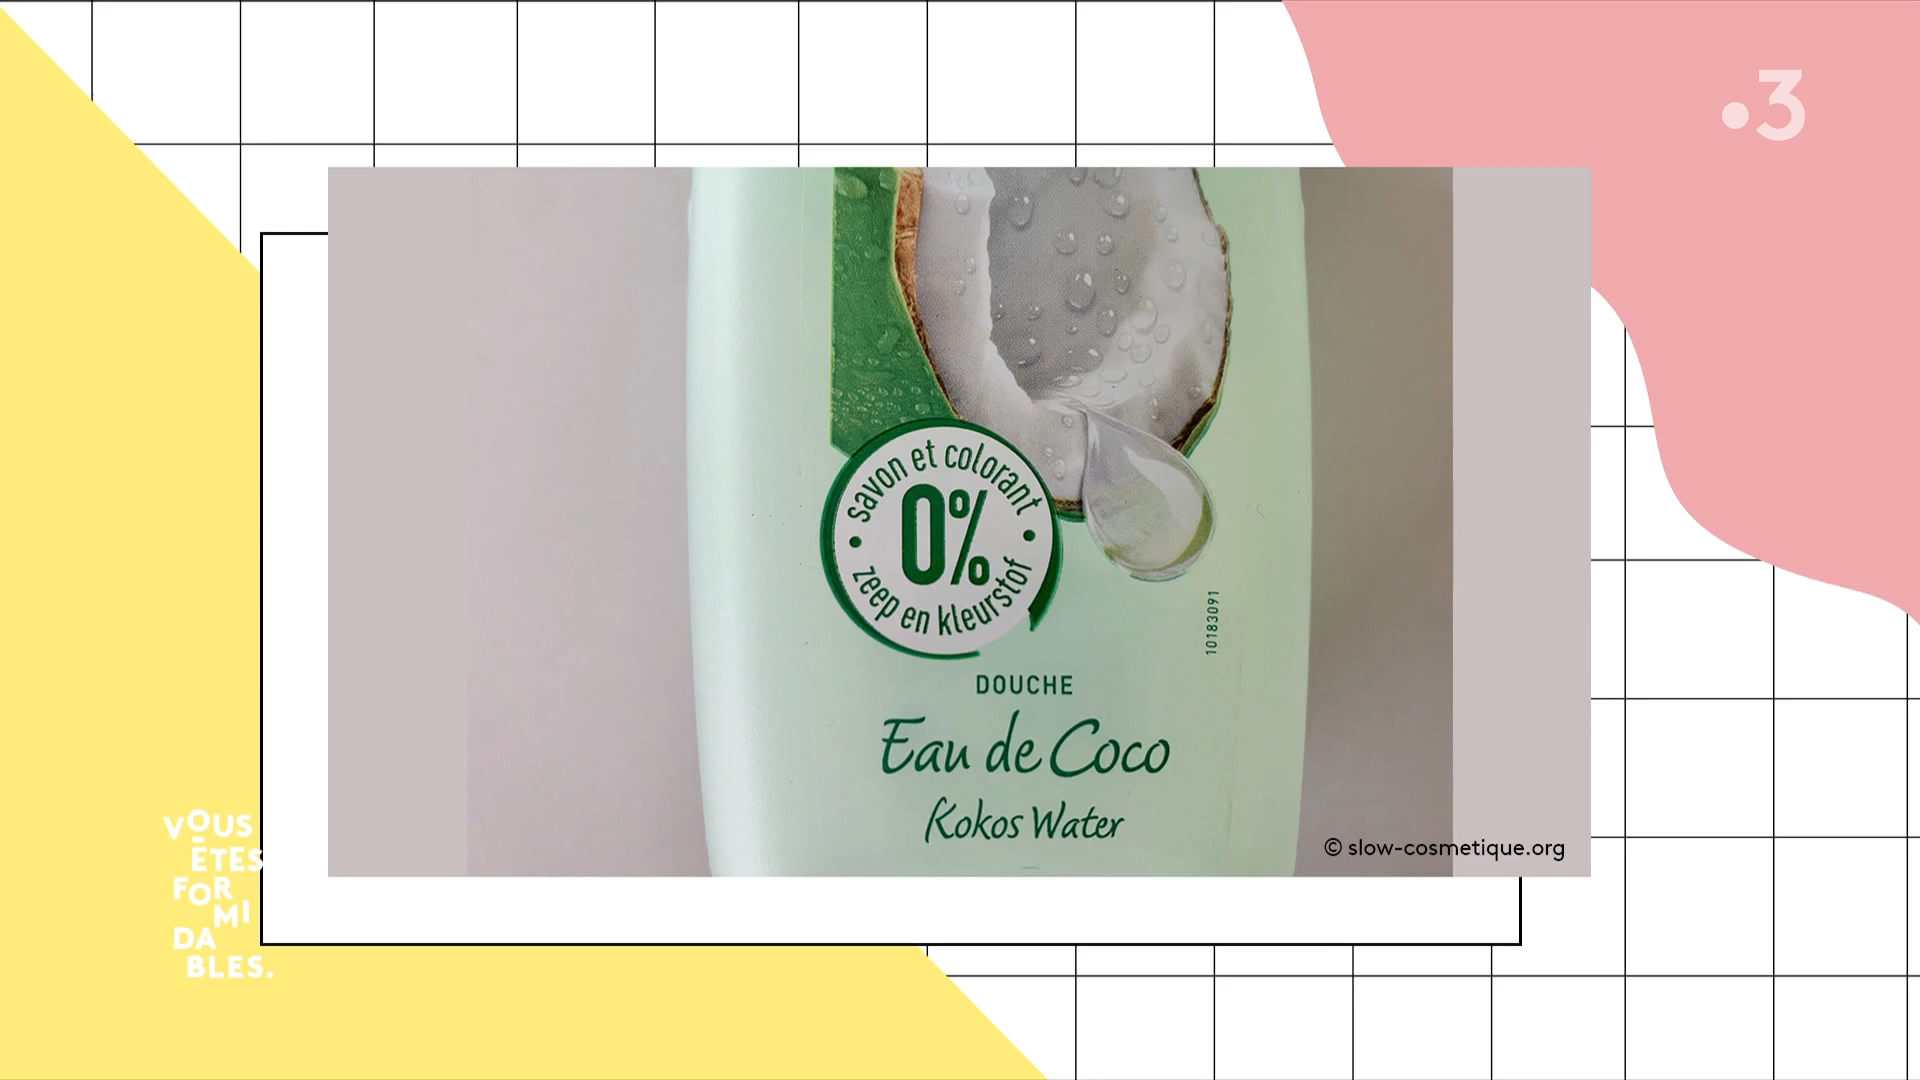 3
savon et colorant
0%
zeep en kleurstof
10183091
DOUCHE
Eau de Coco
Kokos Water
© slow-cosmetique.org
VOUS
ÊTES
FOR
MI
DA
BLES.